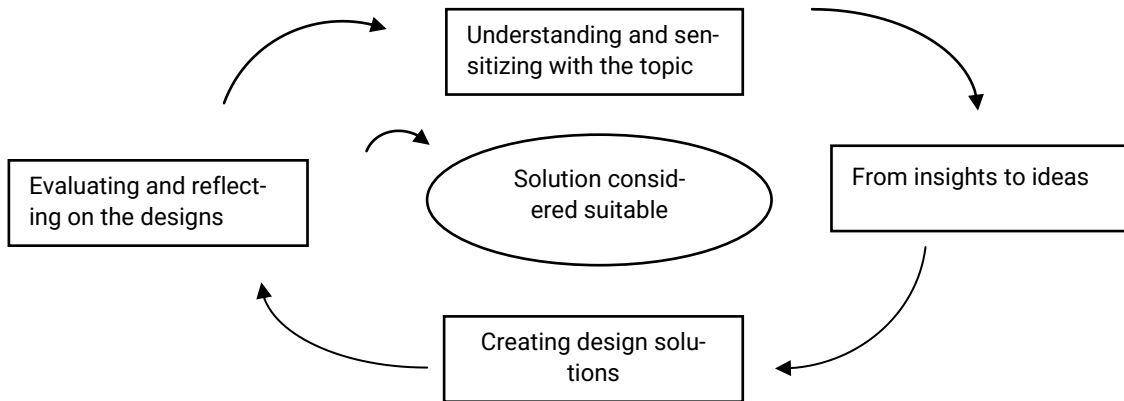 Understanding and sen-
sitizing with the topic
From insights to ideas
Creating design solu-
tions
Evaluating and reflect-
ing on the designs
Solution consid-
ered suitable